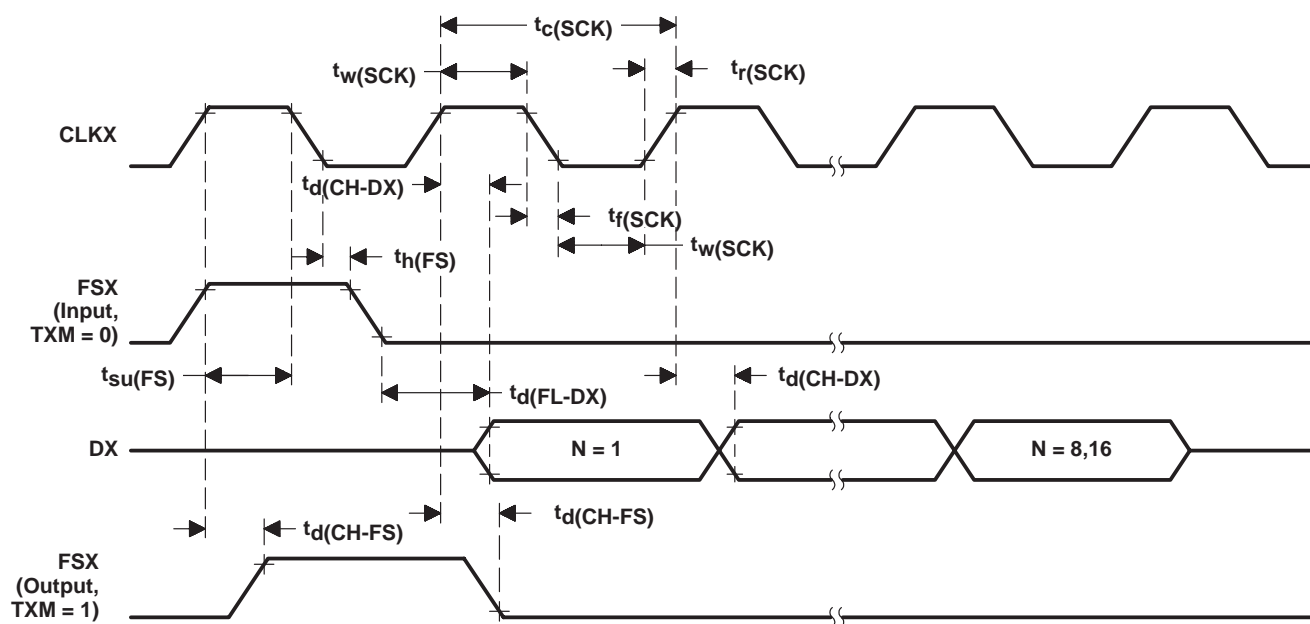 tc(SCK)
tw(SCK)
tr(SCK)
CLKX
td(CH-DX)
tf(SCK)
tw(SCK)
th(FS)
FSX
(Input,
TXM = 0)
tsu(FS)
td(CH-DX)
td(FL-DX)
DX
N = 1
N = 8,16
td(CH-FS)
td(CH-FS)
FSX
(Output,
TXM = 1)